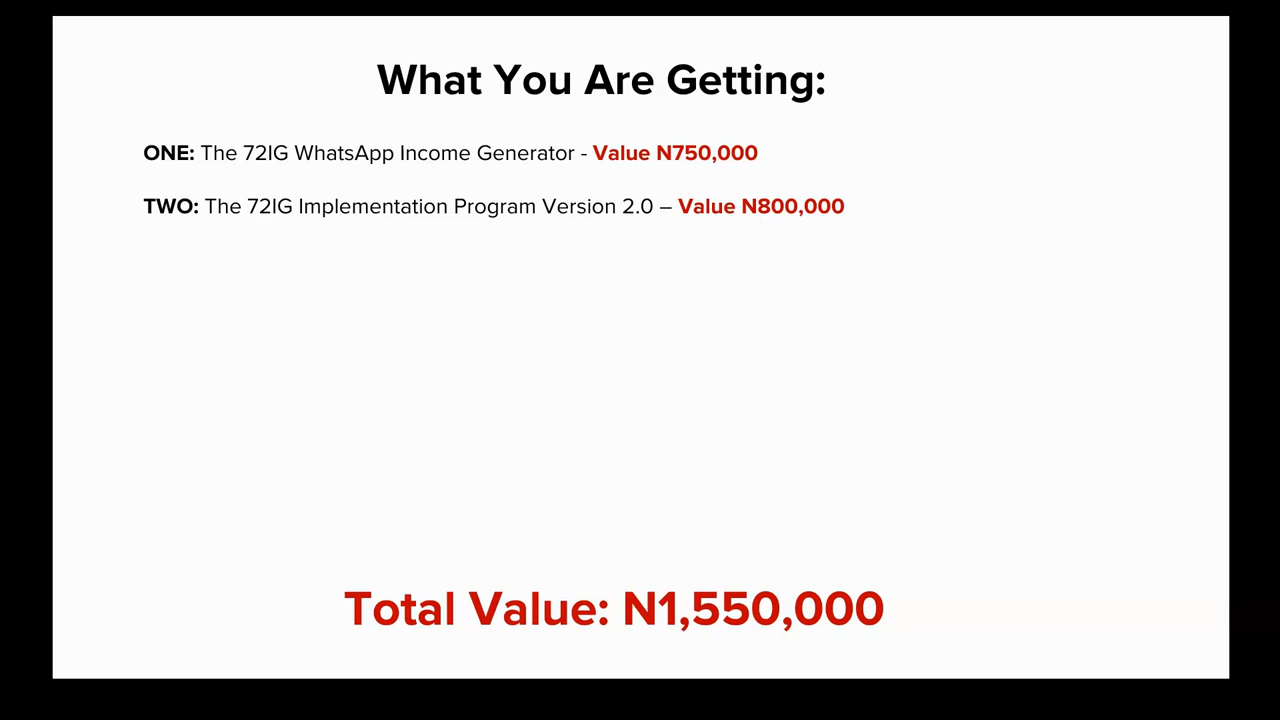 What You Are Getting:
ONE: The 72IG WhatsApp Income Generator - Value N750,000
TWO: The 72IG Implementation Program Version 2.0 – Value N800,000
Total Value: N1,550,000